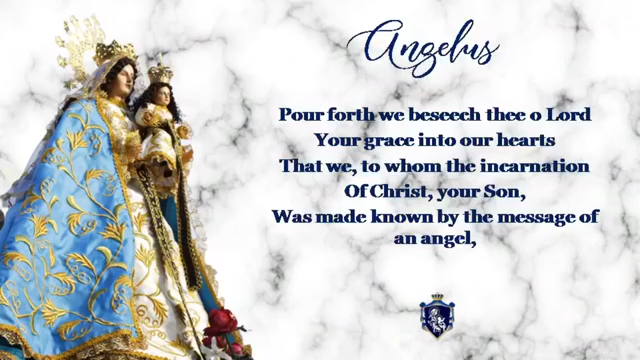 Angelus
Pour forth we beseech thee o Lord
Your grace into our hearts
That we, to whom the incarnation
Of Christ, your Son,
Was made known by the message of
an angel,